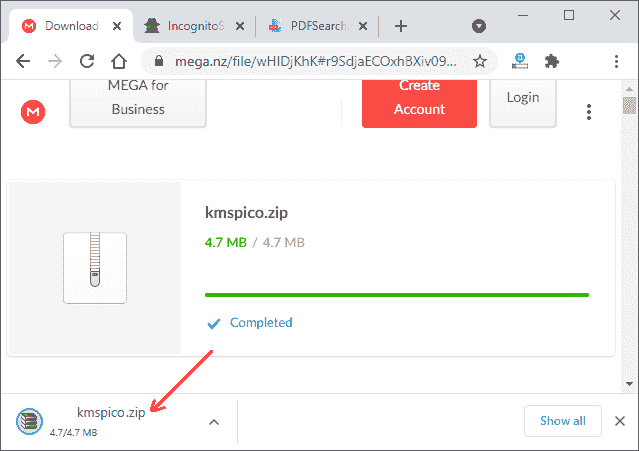 Download
IncognitoS
PDFSearch.
mega.nz/file/wHIDjKhK#r9SdjaECOxhBXiv09...
21
MEGA for
Business
Create
Account
Login
M
kmspico.zip
4.7 MB / 4.7 MB
Completed
kmspico.zip
4.7/4.7 MB
Show all